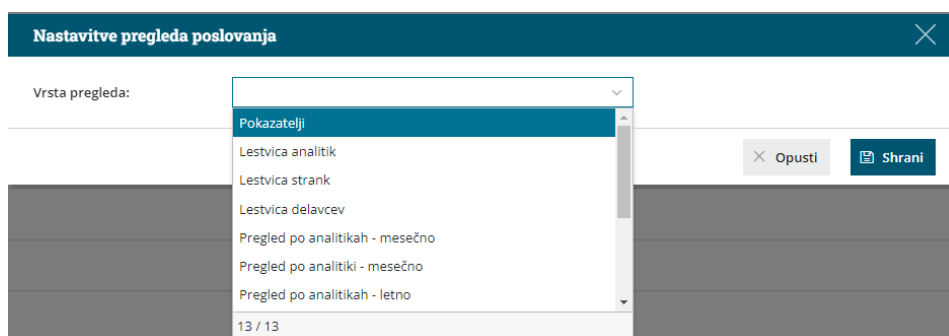 Nastavitve pregleda poslovanja
Vrsta pregleda:
Pokazatelji
Lestvica analitik
Lestvica strank
Lestvica delavcev
Pregled po analitikah - mesečno
Pregled po analitiki - mesečno
Pregled po analitikah - letno
13 / 13
Opusti
Shrani